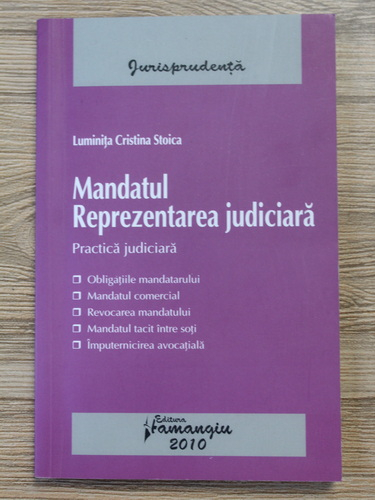 Jurisprudență
Luminița Cristina Stoica
Mandatul
Reprezentarea judiciară
Practică judiciară
❒ Obligațiile mandatarului
❒ Mandatul comercial
❒ Revocarea mandatului
❒ Mandatul tacit între soți
❒ Împuternicirea avocațială
Editura
Hamangiu
2010